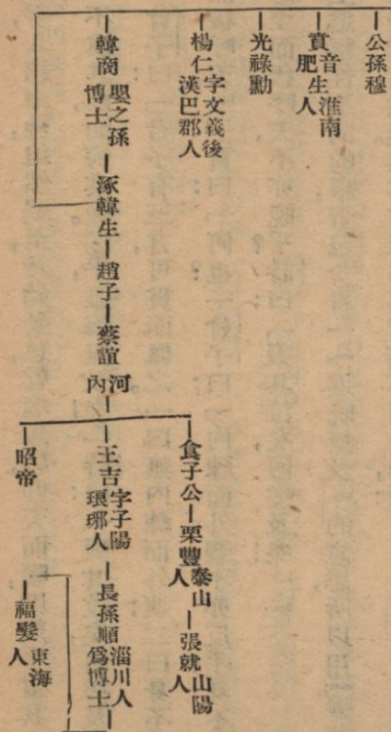 公孫穆
賁音肥生淮南人
光祿勳
楊仁字文義後漢巴郡人
韓商嬰之孫博士
涿韓生
趙子
蔡誼河內
食子公
栗豐泰山人
張就山陽人
王吉字子陽琅琊人
長孫順淄川人爲博士
昭帝
福髮東海人